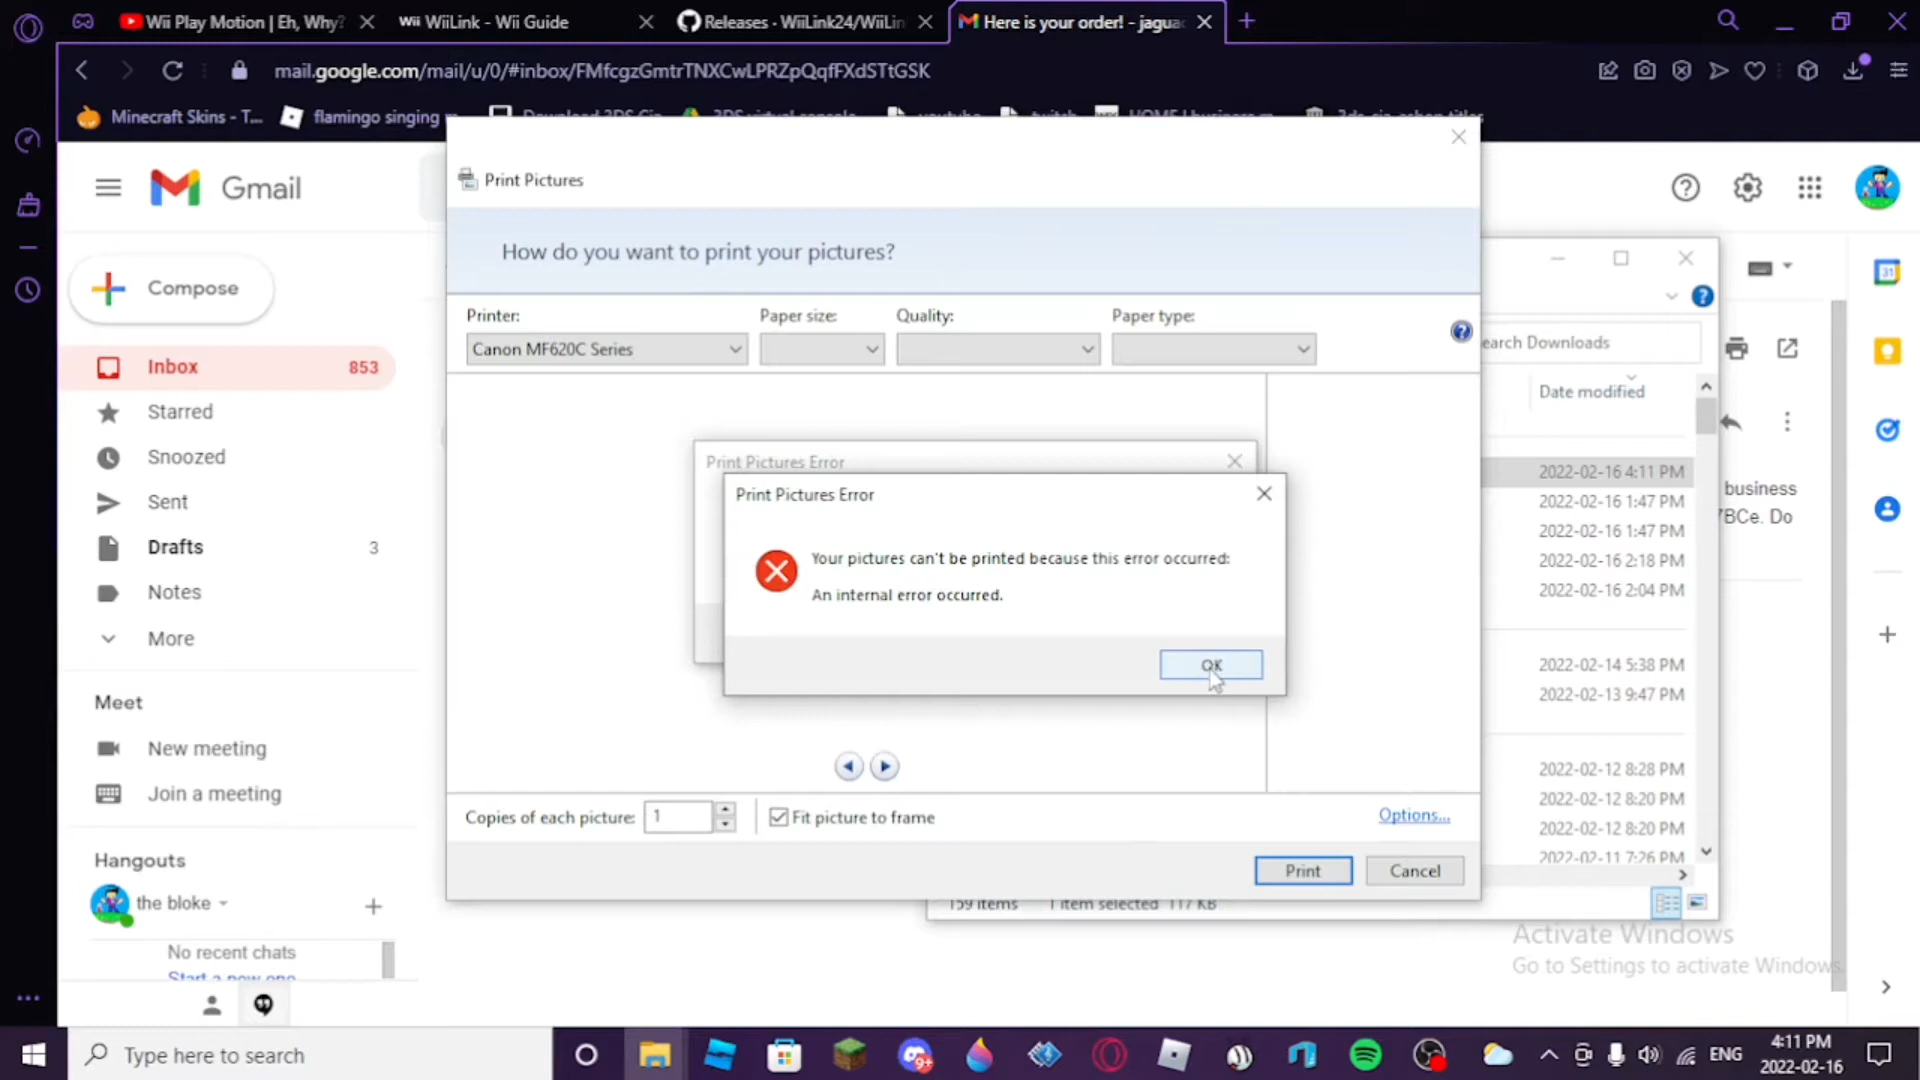 Wii Play Motion | Eh, Why?
Wii WiiLink - Wii Guide
Releases · WiiLink24/WiiLin
Here is your order! - jagua
mail.google.com/mail/u/0/#inbox/FMfcgzGmtrTNXCwLPRZpQqfFXdSTtGSK
Minecraft Skins - T...
flamingo singing
Gmail
Compose
Inbox 853
Starred
Snoozed
Sent
Drafts 3
Notes
More
Meet
New meeting
Join a meeting
Hangouts
the bloke
No recent chats
Start a new one
Print Pictures
How do you want to print your pictures?
Printer: Paper size: Quality: Paper type:
Canon MF620C Series
Print Pictures Error
Print Pictures Error
Your pictures can't be printed because this error occurred:
An internal error occurred.
OK
Copies of each picture: 1
Fit picture to frame
Options...
Print
Cancel
earch Downloads
Date modified
2022-02-16 4:11 PM
2022-02-16 1:47 PM
2022-02-16 1:47 PM
2022-02-16 2:18 PM
2022-02-16 2:04 PM
2022-02-14 5:38 PM
2022-02-13 9:47 PM
2022-02-12 8:28 PM
2022-02-12 8:20 PM
2022-02-12 8:20 PM
2022-02-11 7:26 PM
159 items 1 item selected 117 KB
business
7BCe. Do
31
Activate Windows
Go to Settings to activate Windows.
Type here to search
ENG
4:11 PM
2022-02-16